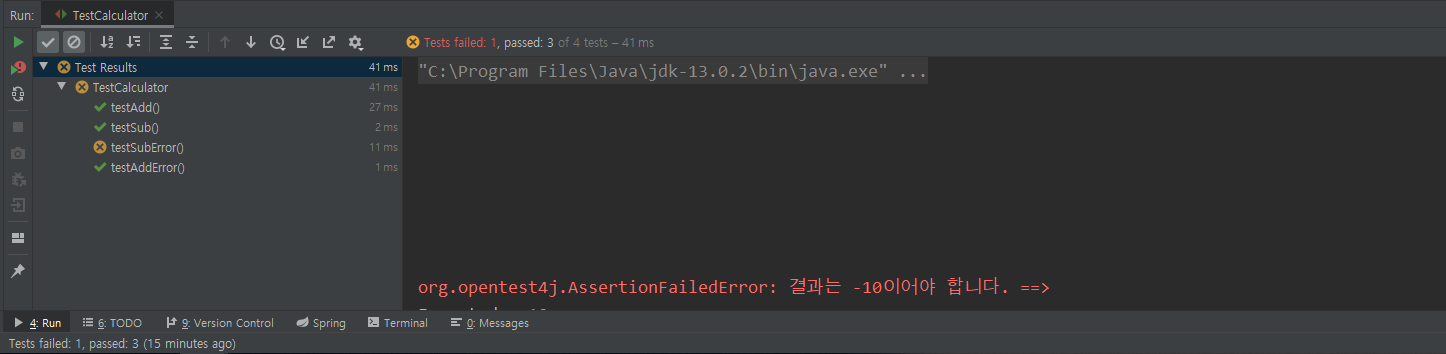 Run: TestCalculator
Tests failed: 1, passed: 3 of 4 tests – 41 ms
Test Results 41 ms
TestCalculator 41 ms
testAdd() 27 ms
testSub() 2 ms
testSubError() 11 ms
testAddError() 1 ms
"C:\Program Files\Java\jdk-13.0.2\bin\java.exe" ...
org.opentest4j.AssertionFailedError: 결과는 -10이어야 합니다. ==>
4: Run 6: TODO 9: Version Control Spring Terminal 0: Messages
Tests failed: 1, passed: 3 (15 minutes ago)